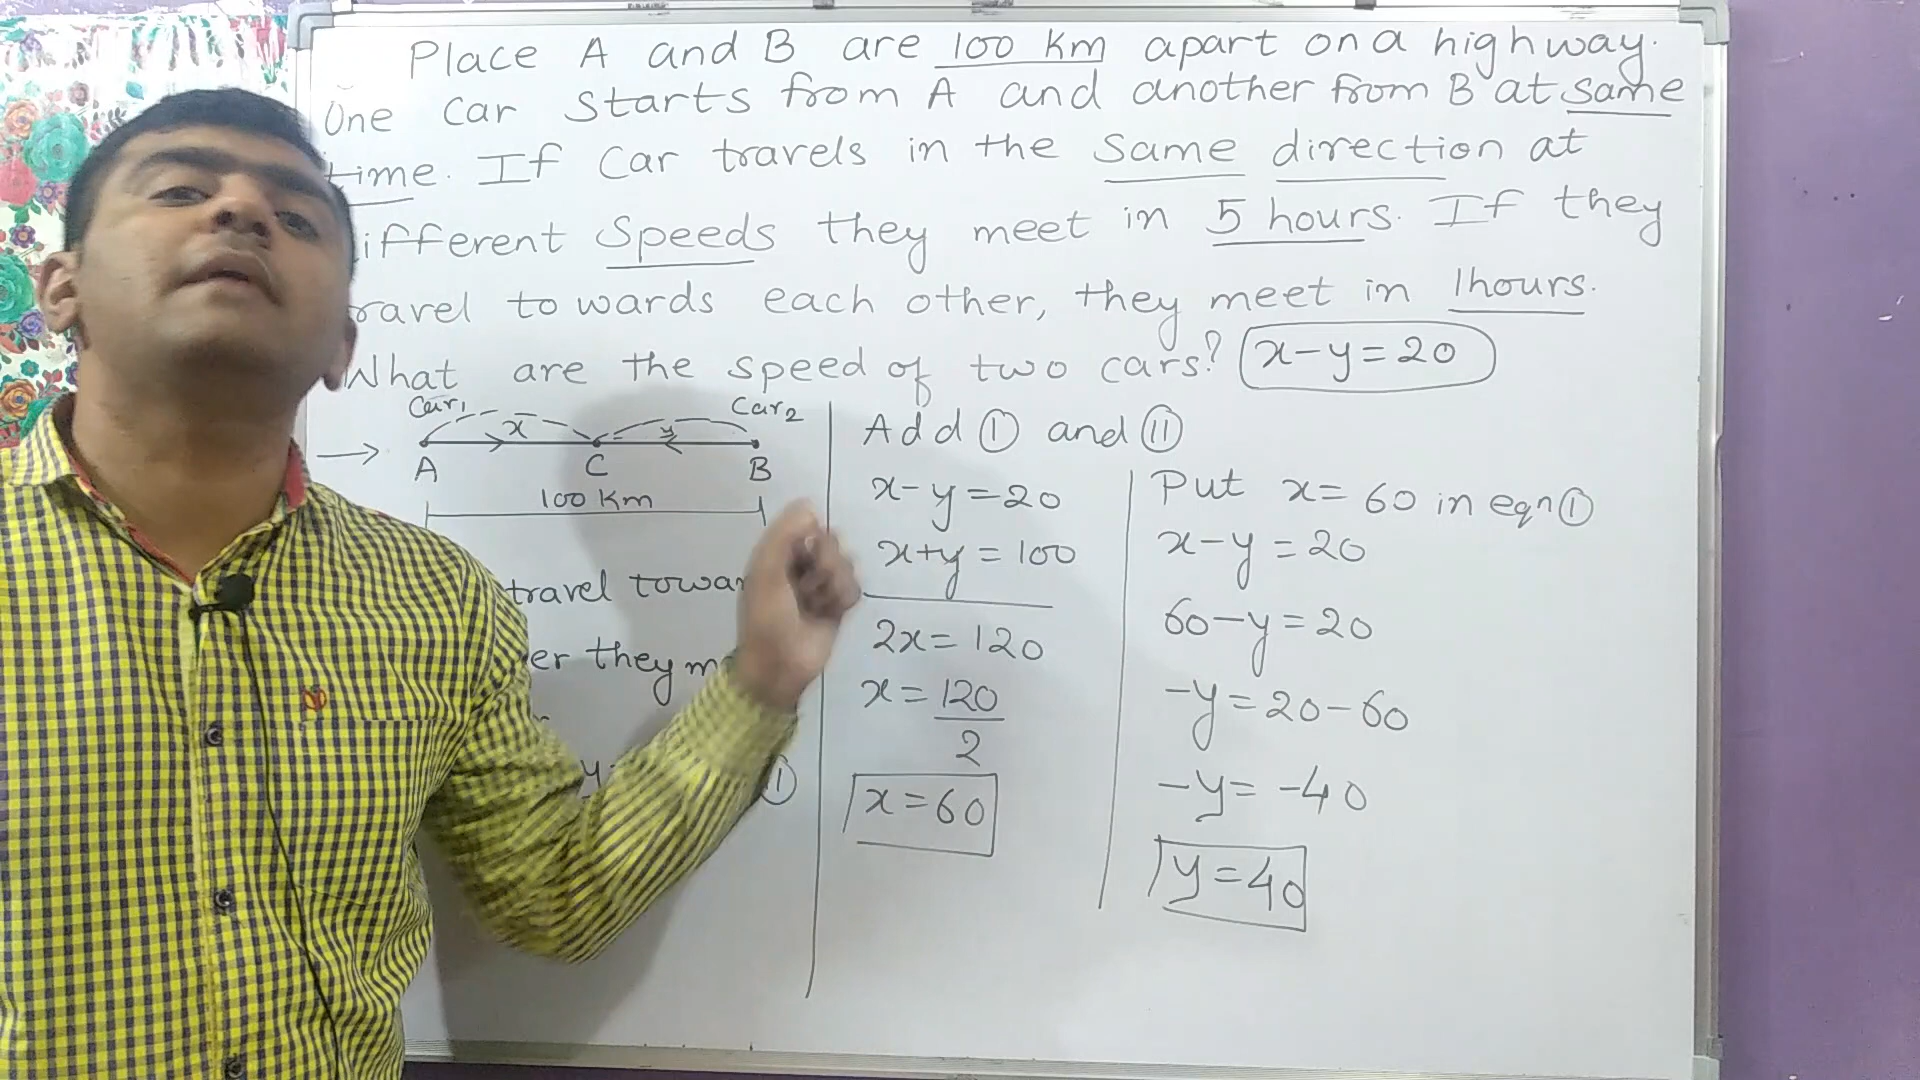 Place A and B are 100 Km apart on a highway.
One car starts from A and another from B at same
time. If car travels in the same direction at
ifferent speeds they meet in 5 hours. If they
ravel towards each other, they meet in 1hours.
What are the speed of two cars? x-y=20
Car1 x y Car2
A C B
100 Km
travel towar
er they m
y
Add (I) and (II)
x-y=20
x+y=100
2x=120
x=120
2
x=60
Put x=60 in eqn (I)
x-y=20
60-y=20
-y=20-60
-y=-40
y=40